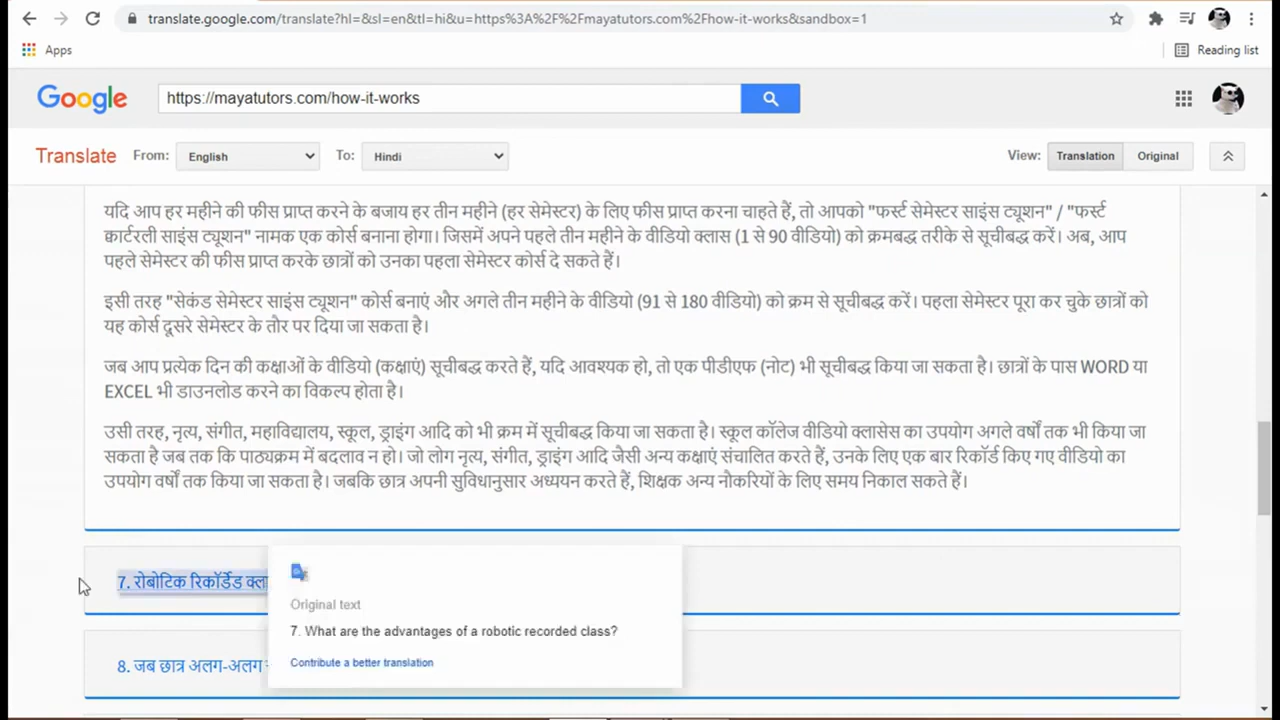 translate.google.com/translate?hl=&sl=en&tl=hi&u=https%3A%2F%2Fmayatutors.com%2Fhow-it-works&sandbox=1
Apps
Reading list
Google
https://mayatutors.com/how-it-works
Translate From: English To: Hindi View: Translation Original
यदि आप हर महीने की फीस प्राप्त करने के बजाय हर तीन महीने (हर सेमेस्टर) के लिए फीस प्राप्त करना चाहते हैं, तो आपको "फर्स्ट सेमेस्टर साइंस ट्यूशन" / "फर्स्ट
क्वार्टरली साइंस ट्यूशन" नामक एक कोर्स बनाना होगा। जिसमें अपने पहले तीन महीने के वीडियो क्लास (1 से 90 वीडियो) को क्रमबद्ध तरीके से सूचीबद्ध करें। अब, आप
पहले सेमेस्टर की फीस प्राप्त करके छात्रों को उनका पहला सेमेस्टर कोर्स दे सकते हैं।
इसी तरह "सेकंड सेमेस्टर साइंस ट्यूशन" कोर्स बनाएं और अगले तीन महीने के वीडियो (91 से 180 वीडियो) को क्रम से सूचीबद्ध करें। पहला सेमेस्टर पूरा कर चुके छात्रों को
यह कोर्स दूसरे सेमेस्टर के तौर पर दिया जा सकता है।
जब आप प्रत्येक दिन की कक्षाओं के वीडियो (कक्षाएं) सूचीबद्ध करते हैं, यदि आवश्यक हो, तो एक पीडीएफ (नोट) भी सूचीबद्ध किया जा सकता है। छात्रों के पास WORD या
EXCEL भी डाउनलोड करने का विकल्प होता है।
उसी तरह, नृत्य, संगीत, महाविद्यालय, स्कूल, ड्राइंग आदि को भी क्रम में सूचीबद्ध किया जा सकता है। स्कूल कॉलेज वीडियो क्लासेस का उपयोग अगले वर्षों तक भी किया जा
सकता है जब तक कि पाठ्यक्रम में बदलाव न हो। जो लोग नृत्य, संगीत, ड्राइंग आदि जैसी अन्य कक्षाएं संचालित करते हैं, उनके लिए एक बार रिकॉर्ड किए गए वीडियो का
उपयोग वर्षों तक किया जा सकता है। जबकि छात्र अपनी सुविधानुसार अध्ययन करते हैं, शिक्षक अन्य नौकरियों के लिए समय निकाल सकते हैं।
7. रोबोटिक रिकॉर्डेड
Original text
7. What are the advantages of a robotic recorded class?
Contribute a better translation
8. जब छात्र अलग-अलग